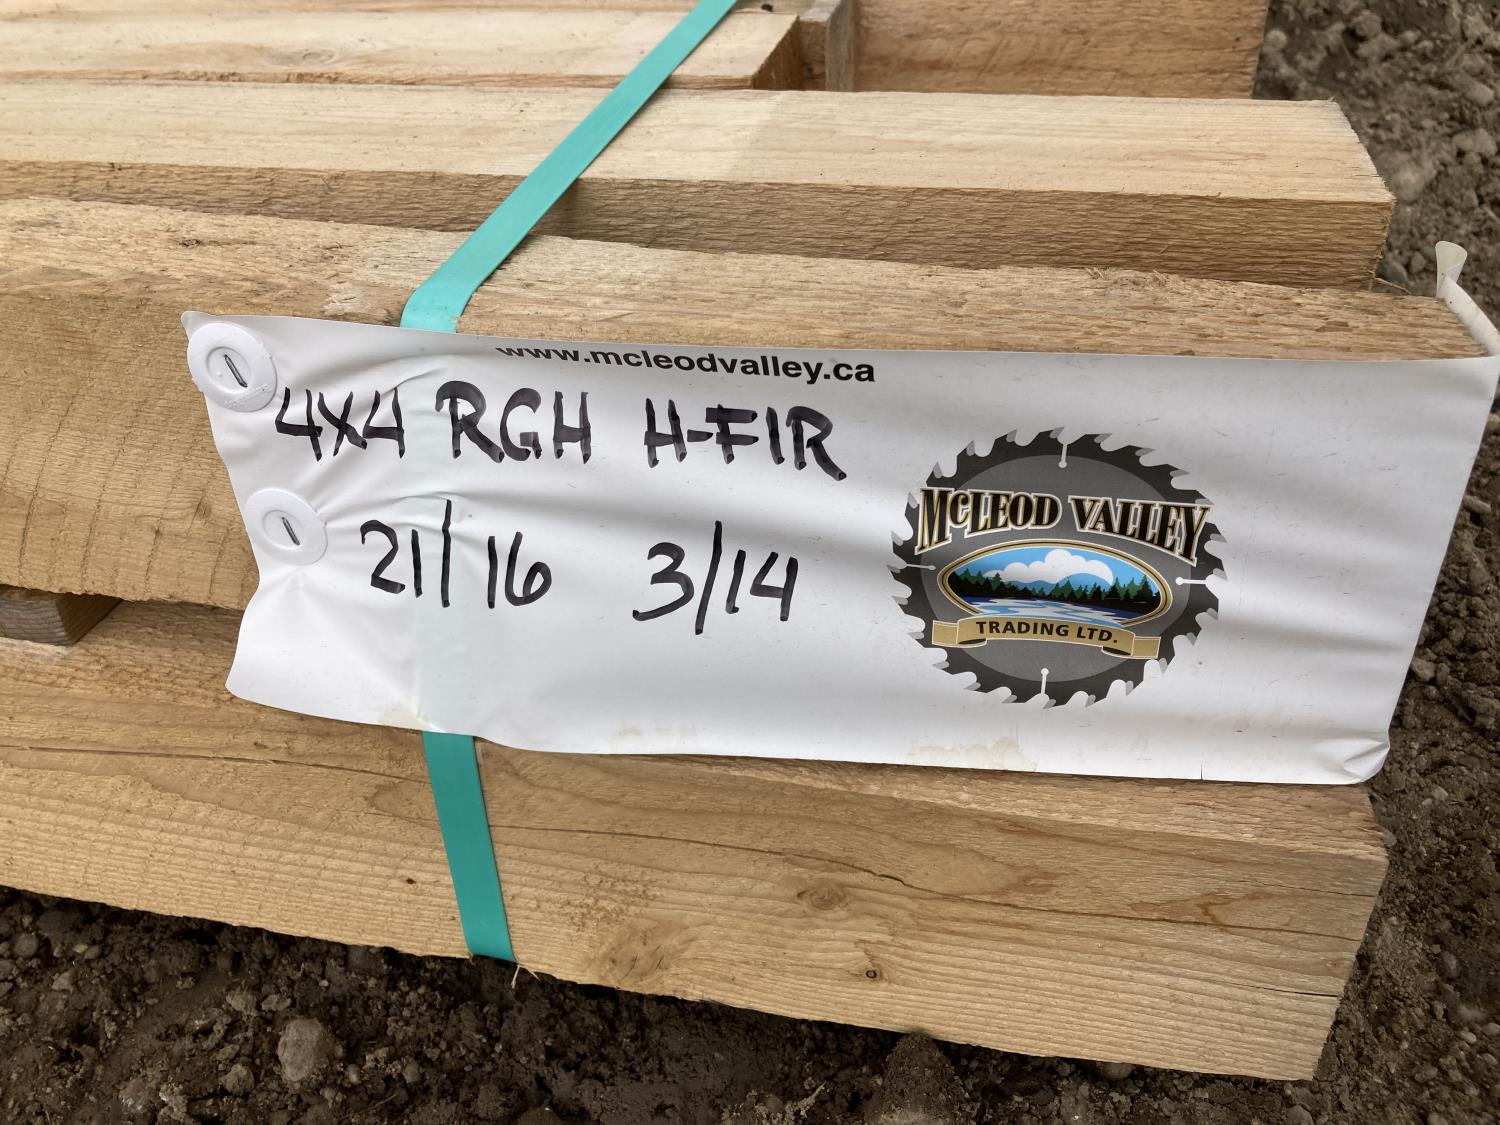 www.mcleodvalley.ca
4x4 RGH H-FIR
21/16 3/14
McLEOD VALLEY
TRADING LTD.